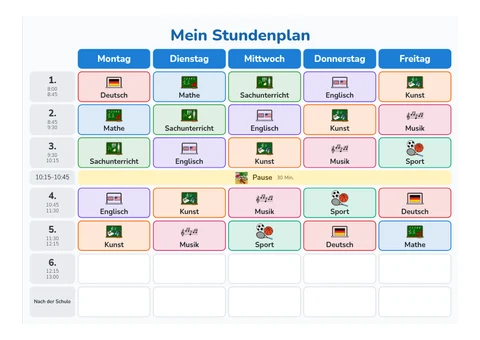 Mein Stundenplan
Montag Dienstag Mittwoch Donnerstag Freitag
1.
8:00
8:45
Deutsch Mathe Sachunterricht Englisch Kunst
2.
8:45
9:30
Mathe Sachunterricht Englisch Kunst Musik
3.
9:30
10:15
Sachunterricht Englisch Kunst Musik Sport
10:15-10:45 Pause 30 Min.
4.
10:45
11:30
Englisch Kunst Musik Sport Deutsch
5.
11:30
12:15
Kunst Musik Sport Deutsch Mathe
6.
12:15
13:00
Nach der Schule